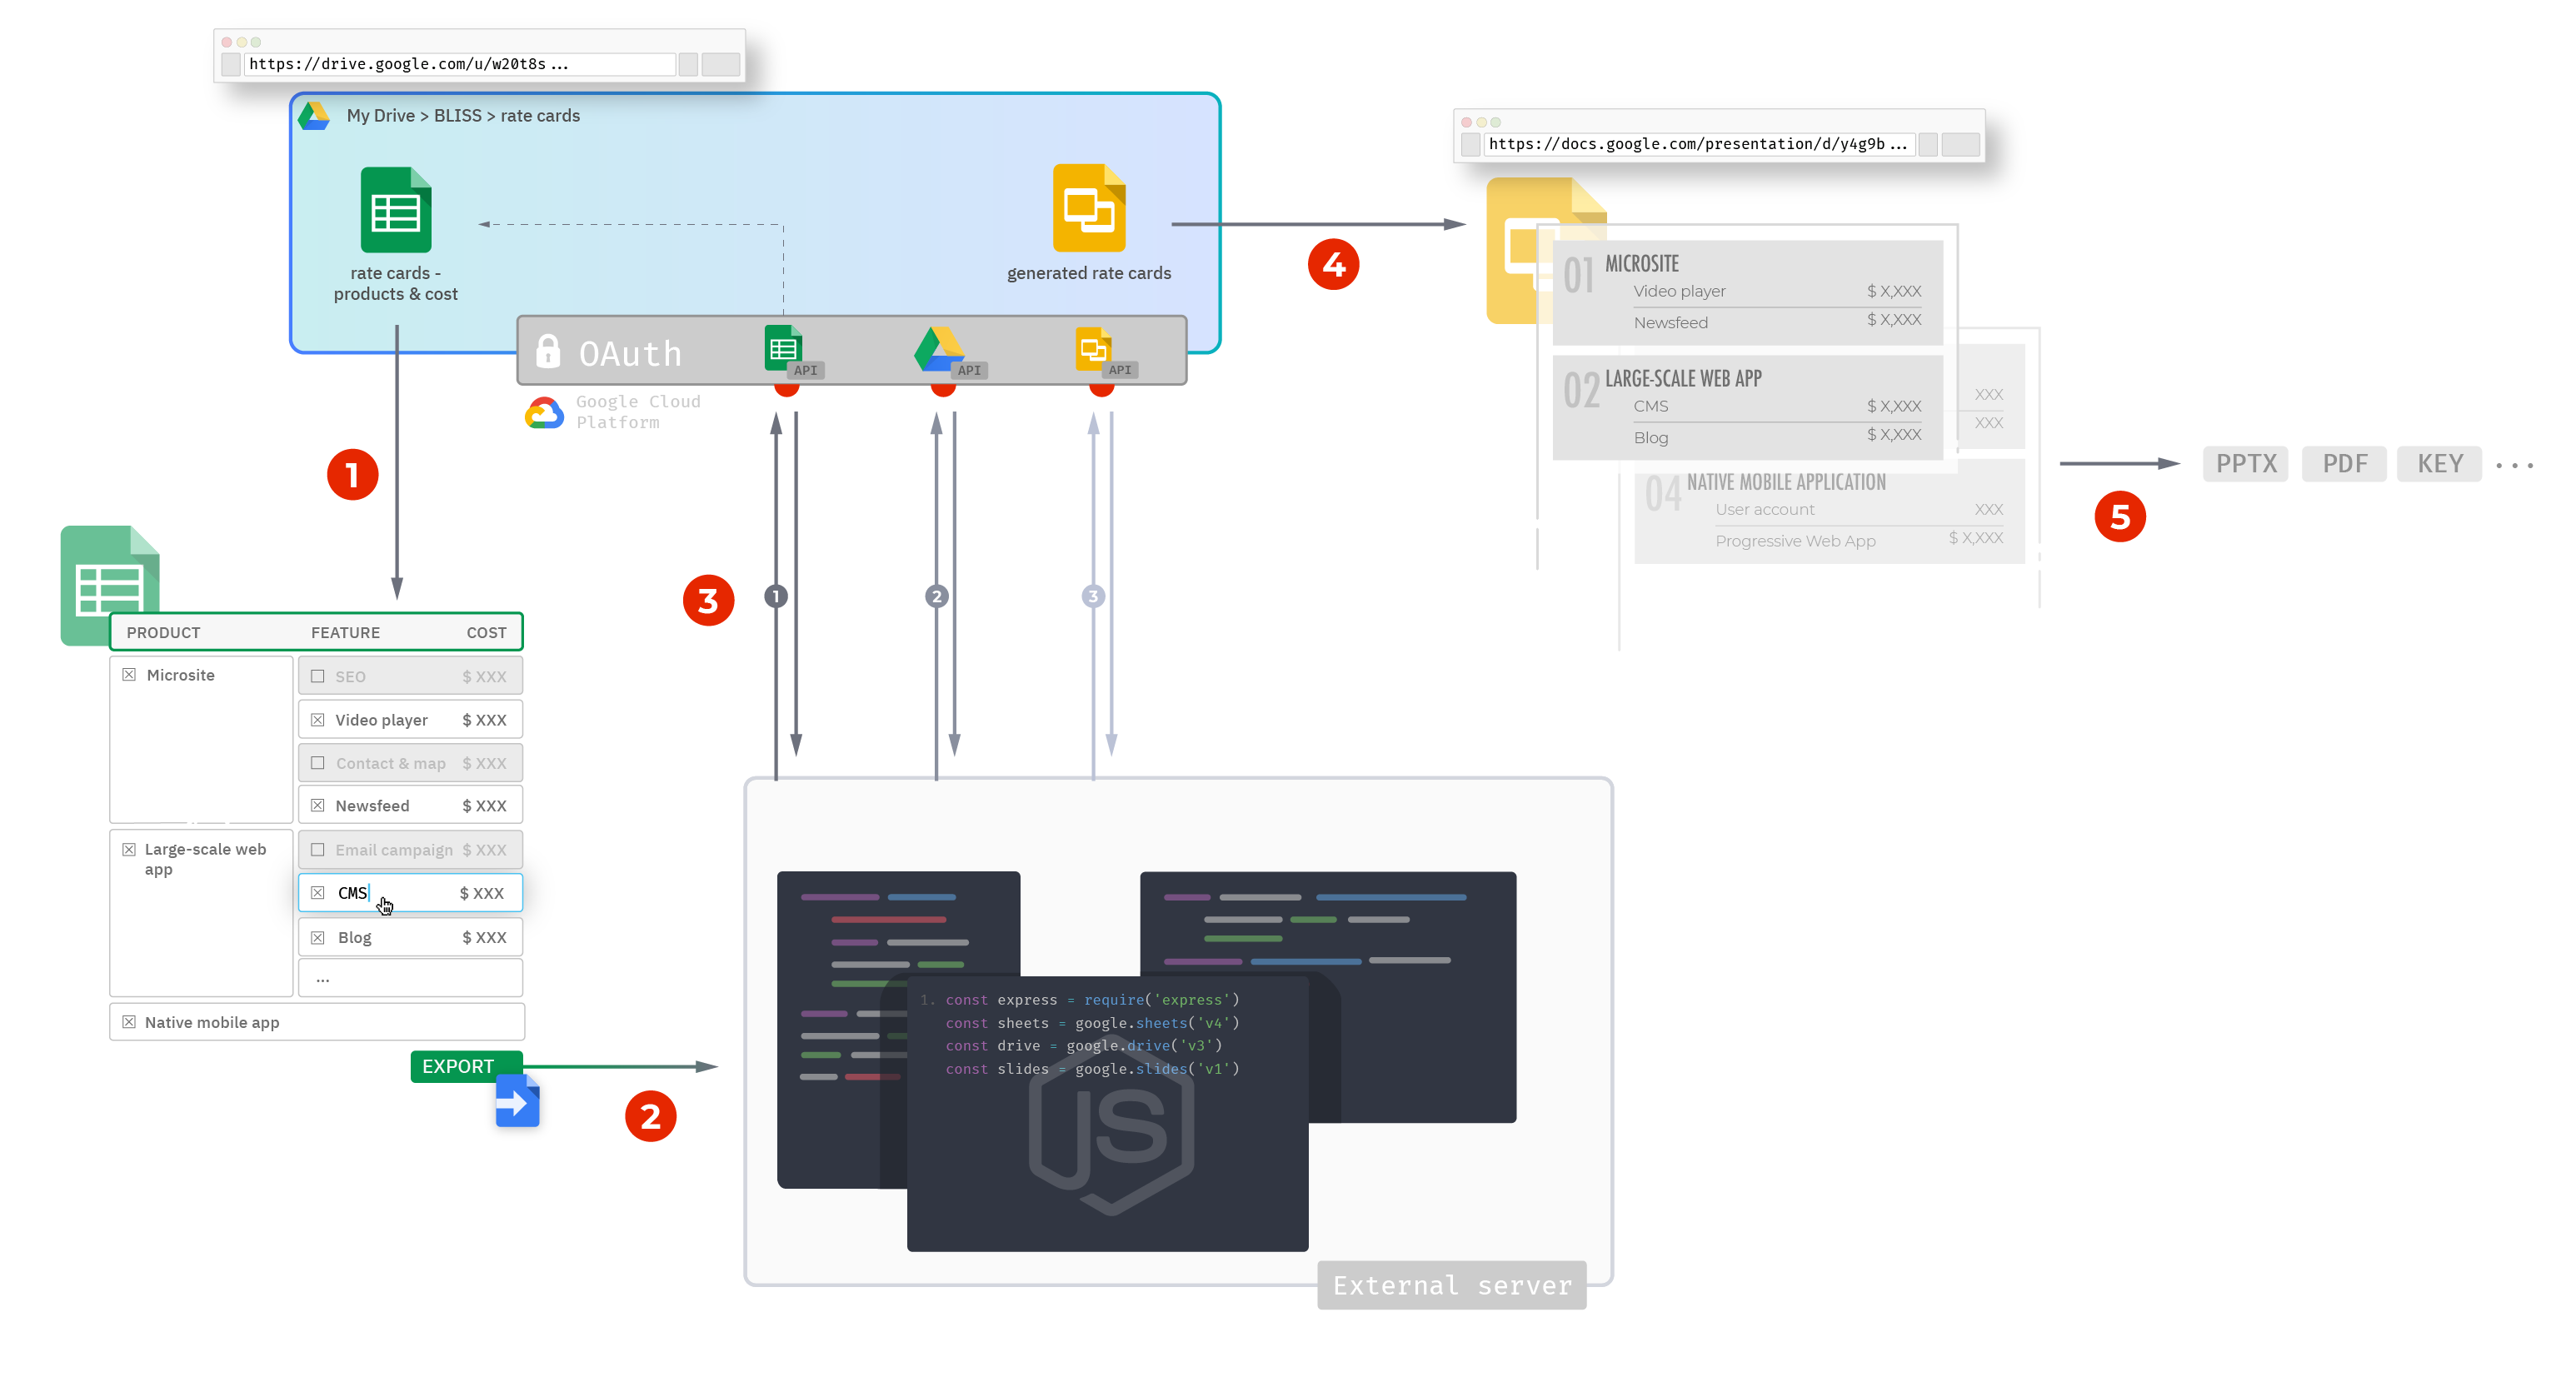 https://drive.google.com/u/w20t8s...
My Drive > BLISS > rate cards
rate cards -
products & cost
generated rate cards
OAuth
API
API
API
Google Cloud
Platform
https://docs.google.com/presentation/d/y4g9b...
4
01 MICROSITE
Video player $ X,XXX
Newsfeed $ X,XXX
02 LARGE-SCALE WEB APP
CMS $ X,XXX
Blog $ X,XXX
XXX
XXX
04 NATIVE MOBILE APPLICATION
User account XXX
Progressive Web App $ X,XXX
5
PPTX PDF KEY ...
1
3
1
2
3
PRODUCT FEATURE COST
Microsite
SEO $ XXX
Video player $ XXX
Contact & map $ XXX
Newsfeed $ XXX
Large-scale web
app
Email campaign $ XXX
CMS $ XXX
Blog $ XXX
...
Native mobile app
EXPORT
2
1. const express = require('express')
const sheets = google.sheets('v4')
const drive = google.drive('v3')
const slides = google.slides('v1')
JS
External server